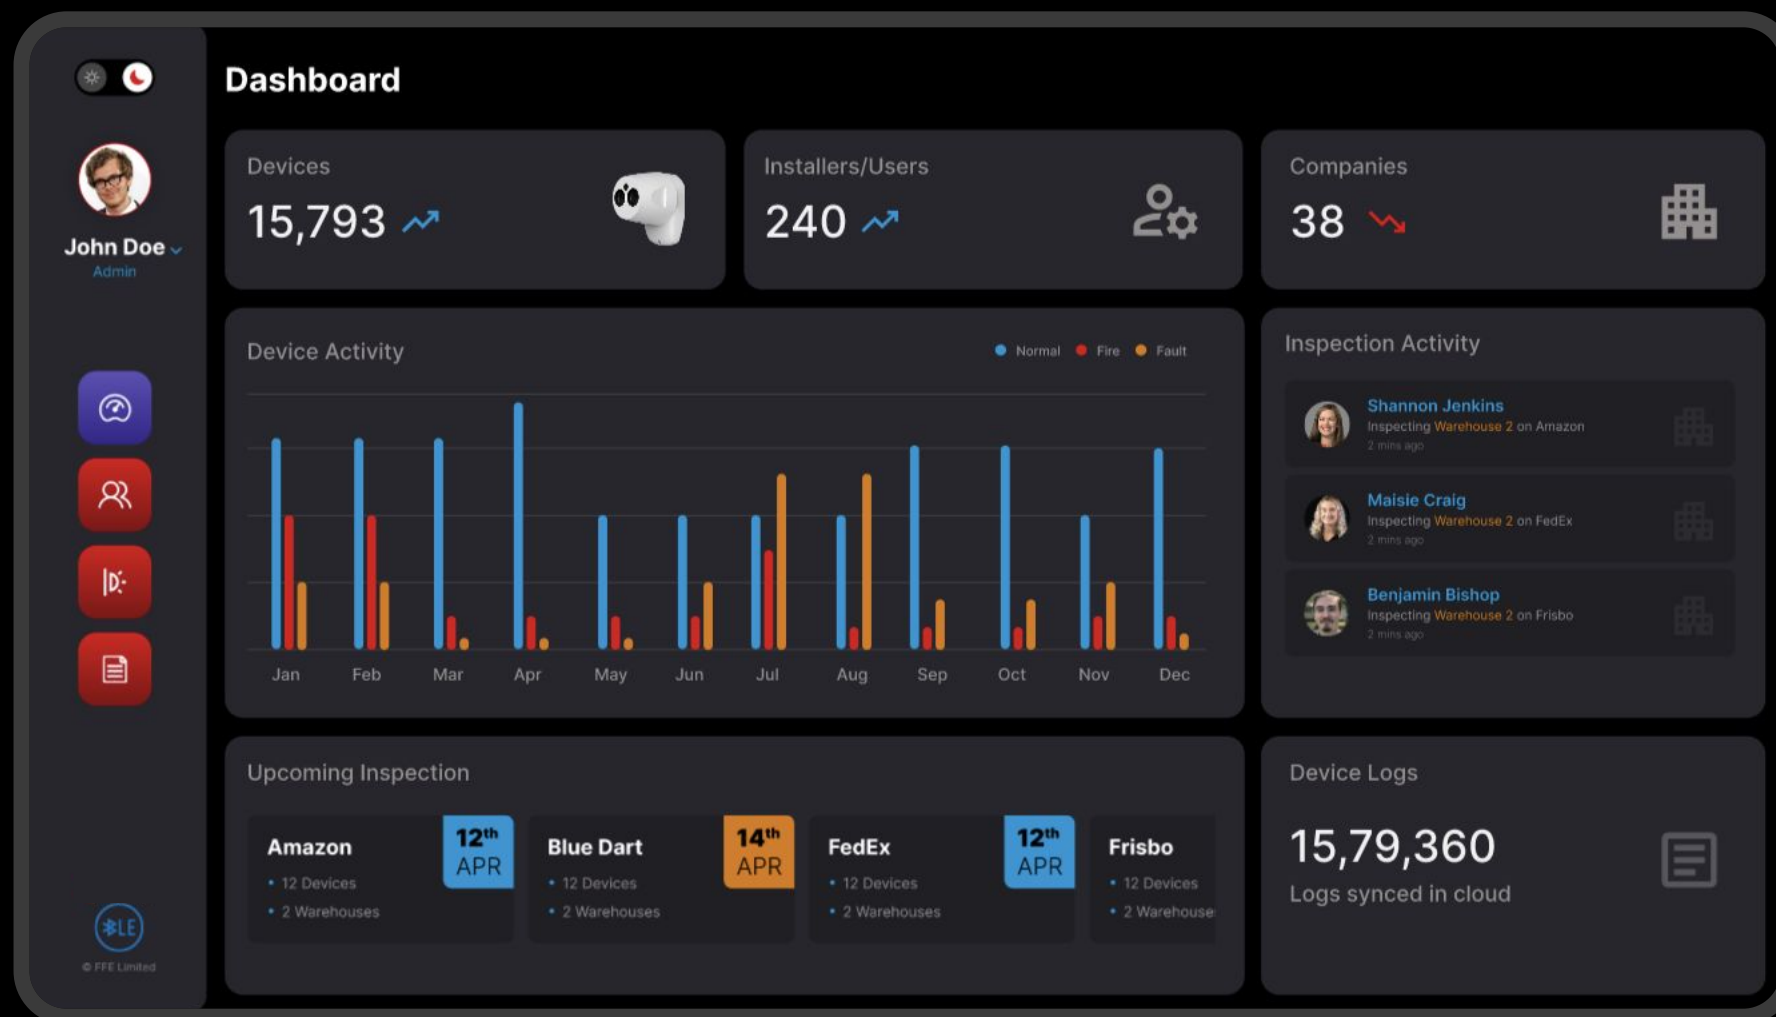 Dashboard
John Doe
Admin
Devices
15,793
Installers/Users
240
Companies
38
Device Activity
Normal Fire Fault
Jan Feb Mar Apr May Jun Jul Aug Sep Oct Nov Dec
Inspection Activity
Shannon Jenkins
Inspecting Warehouse 2 on Amazon
2 mins ago
Maisie Craig
Inspecting Warehouse 2 on FedEx
2 mins ago
Benjamin Bishop
Inspecting Warehouse 2 on Frisbo
2 mins ago
Upcoming Inspection
Amazon
12th
APR
• 12 Devices
• 2 Warehouses
Blue Dart
14th
APR
• 12 Devices
• 2 Warehouses
FedEx
12th
APR
• 12 Devices
• 2 Warehouses
Frisbo
• 12 Devices
• 2 Warehouse
Device Logs
15,79,360
Logs synced in cloud
BLE
© FFE Limited